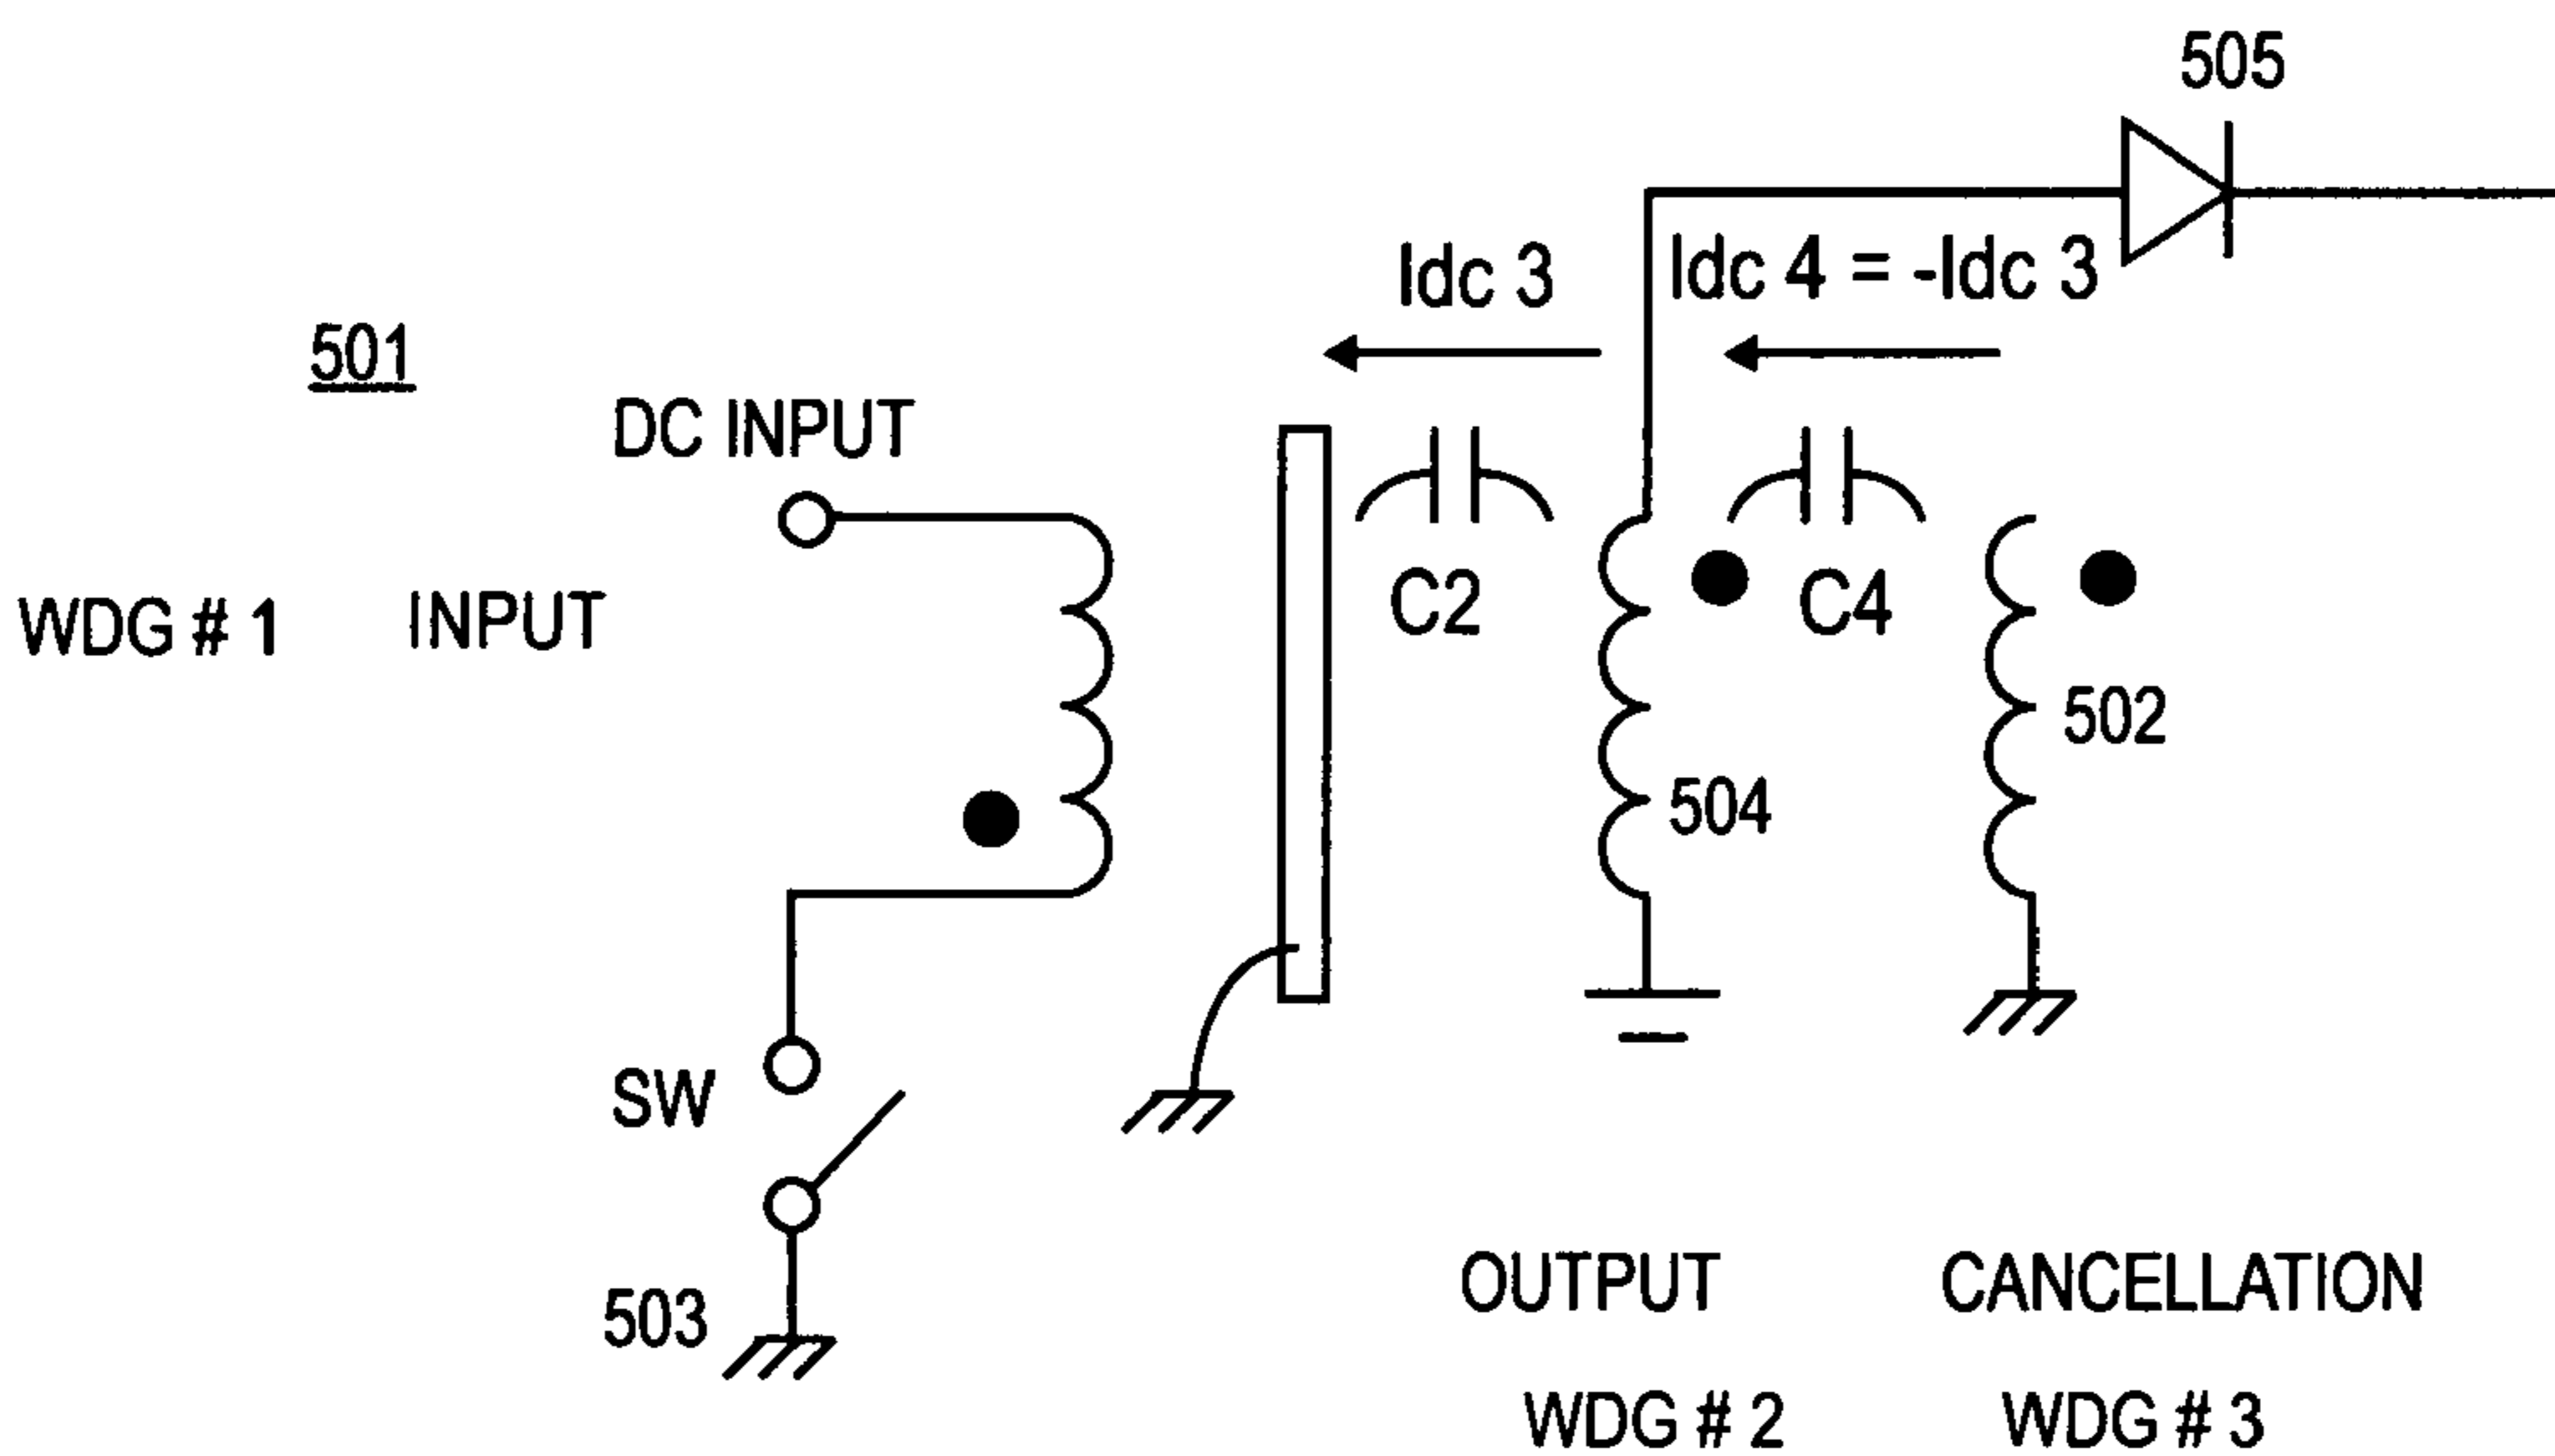 505
Idc 3
Idc 4 = -Idc 3
501
DC INPUT
WDG # 1
INPUT
C2
C4
502
504
SW
503
OUTPUT
WDG # 2
CANCELLATION
WDG # 3